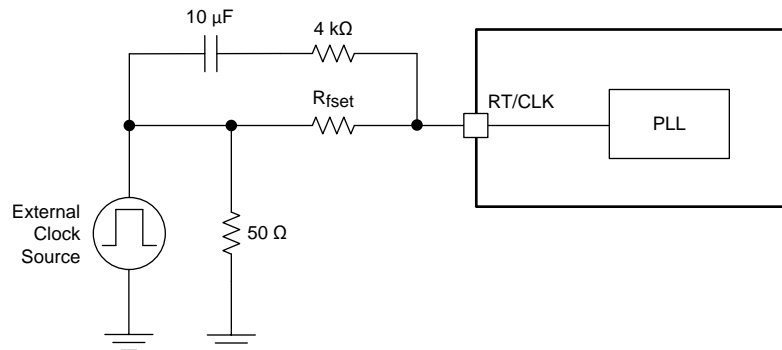 10 µF
4 kΩ
Rfset
RT/CLK
PLL
External
Clock
Source
50 Ω